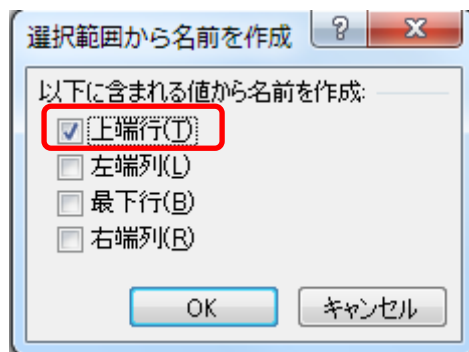 選択範囲から名前を作成
以下に含まれる値から名前を作成:
上端行(T)
左端列(L)
最下行(B)
右端列(R)
OK キャンセル